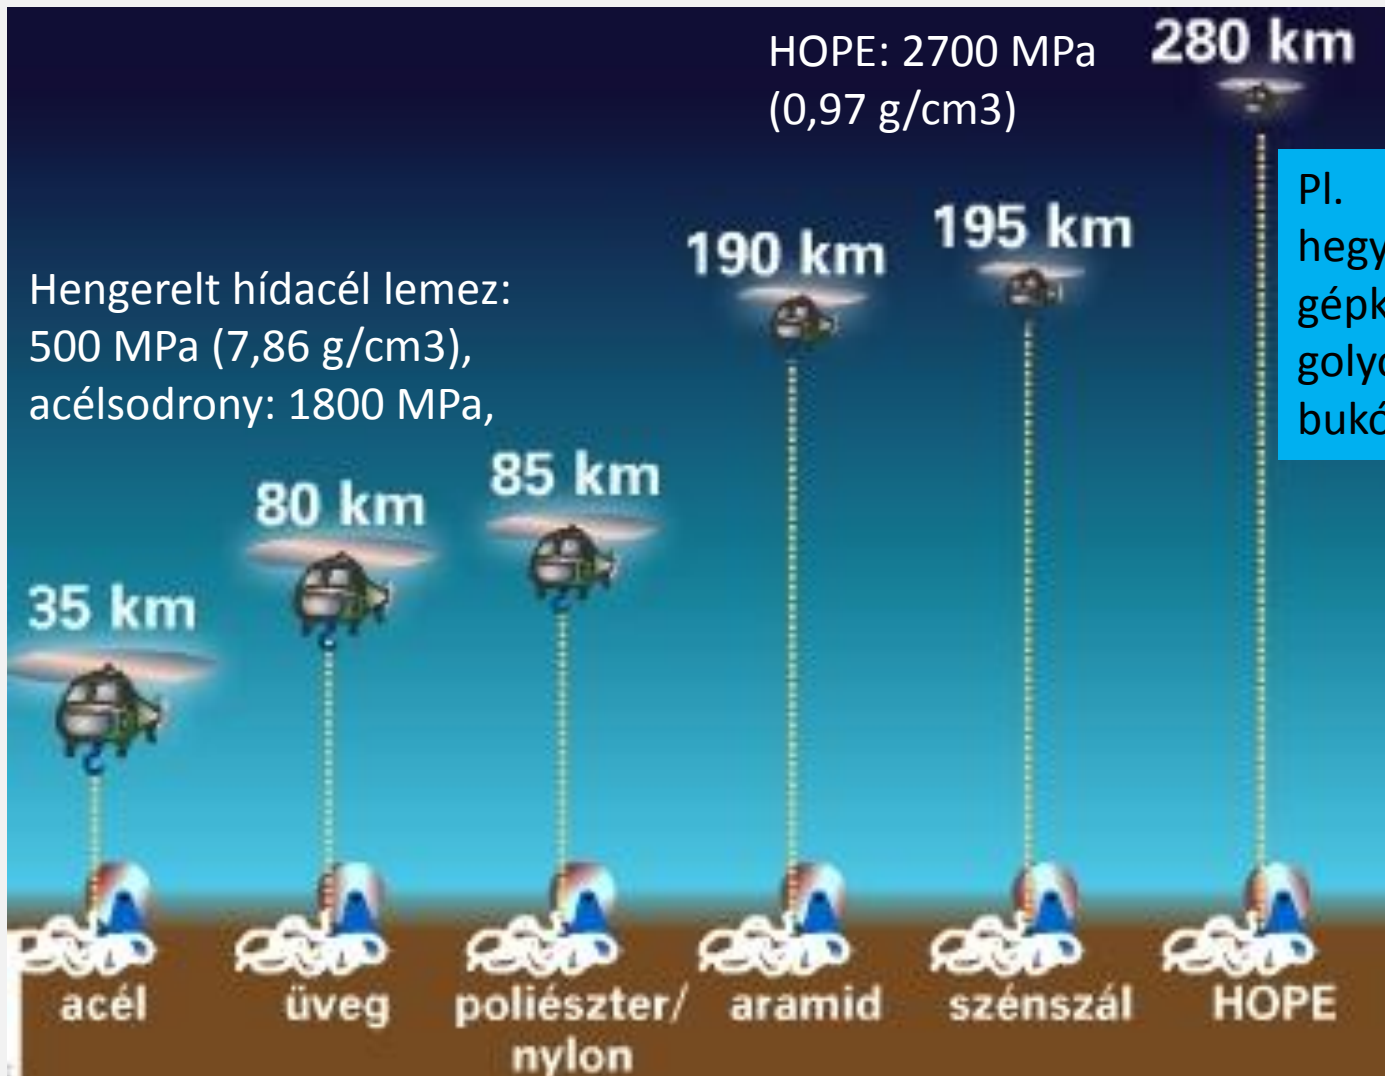 HOPE: 2700 MPa
(0,97 g/cm3)
280 km
Pl.
190 km
195 km
Hengerelt hídacél lemez:
500 MPa (7,86 g/cm3),
acélsodrony: 1800 MPa,
80 km
85 km
35 km
acél
üveg
poliészter/
nylon
aramid
szénszál
HOPE